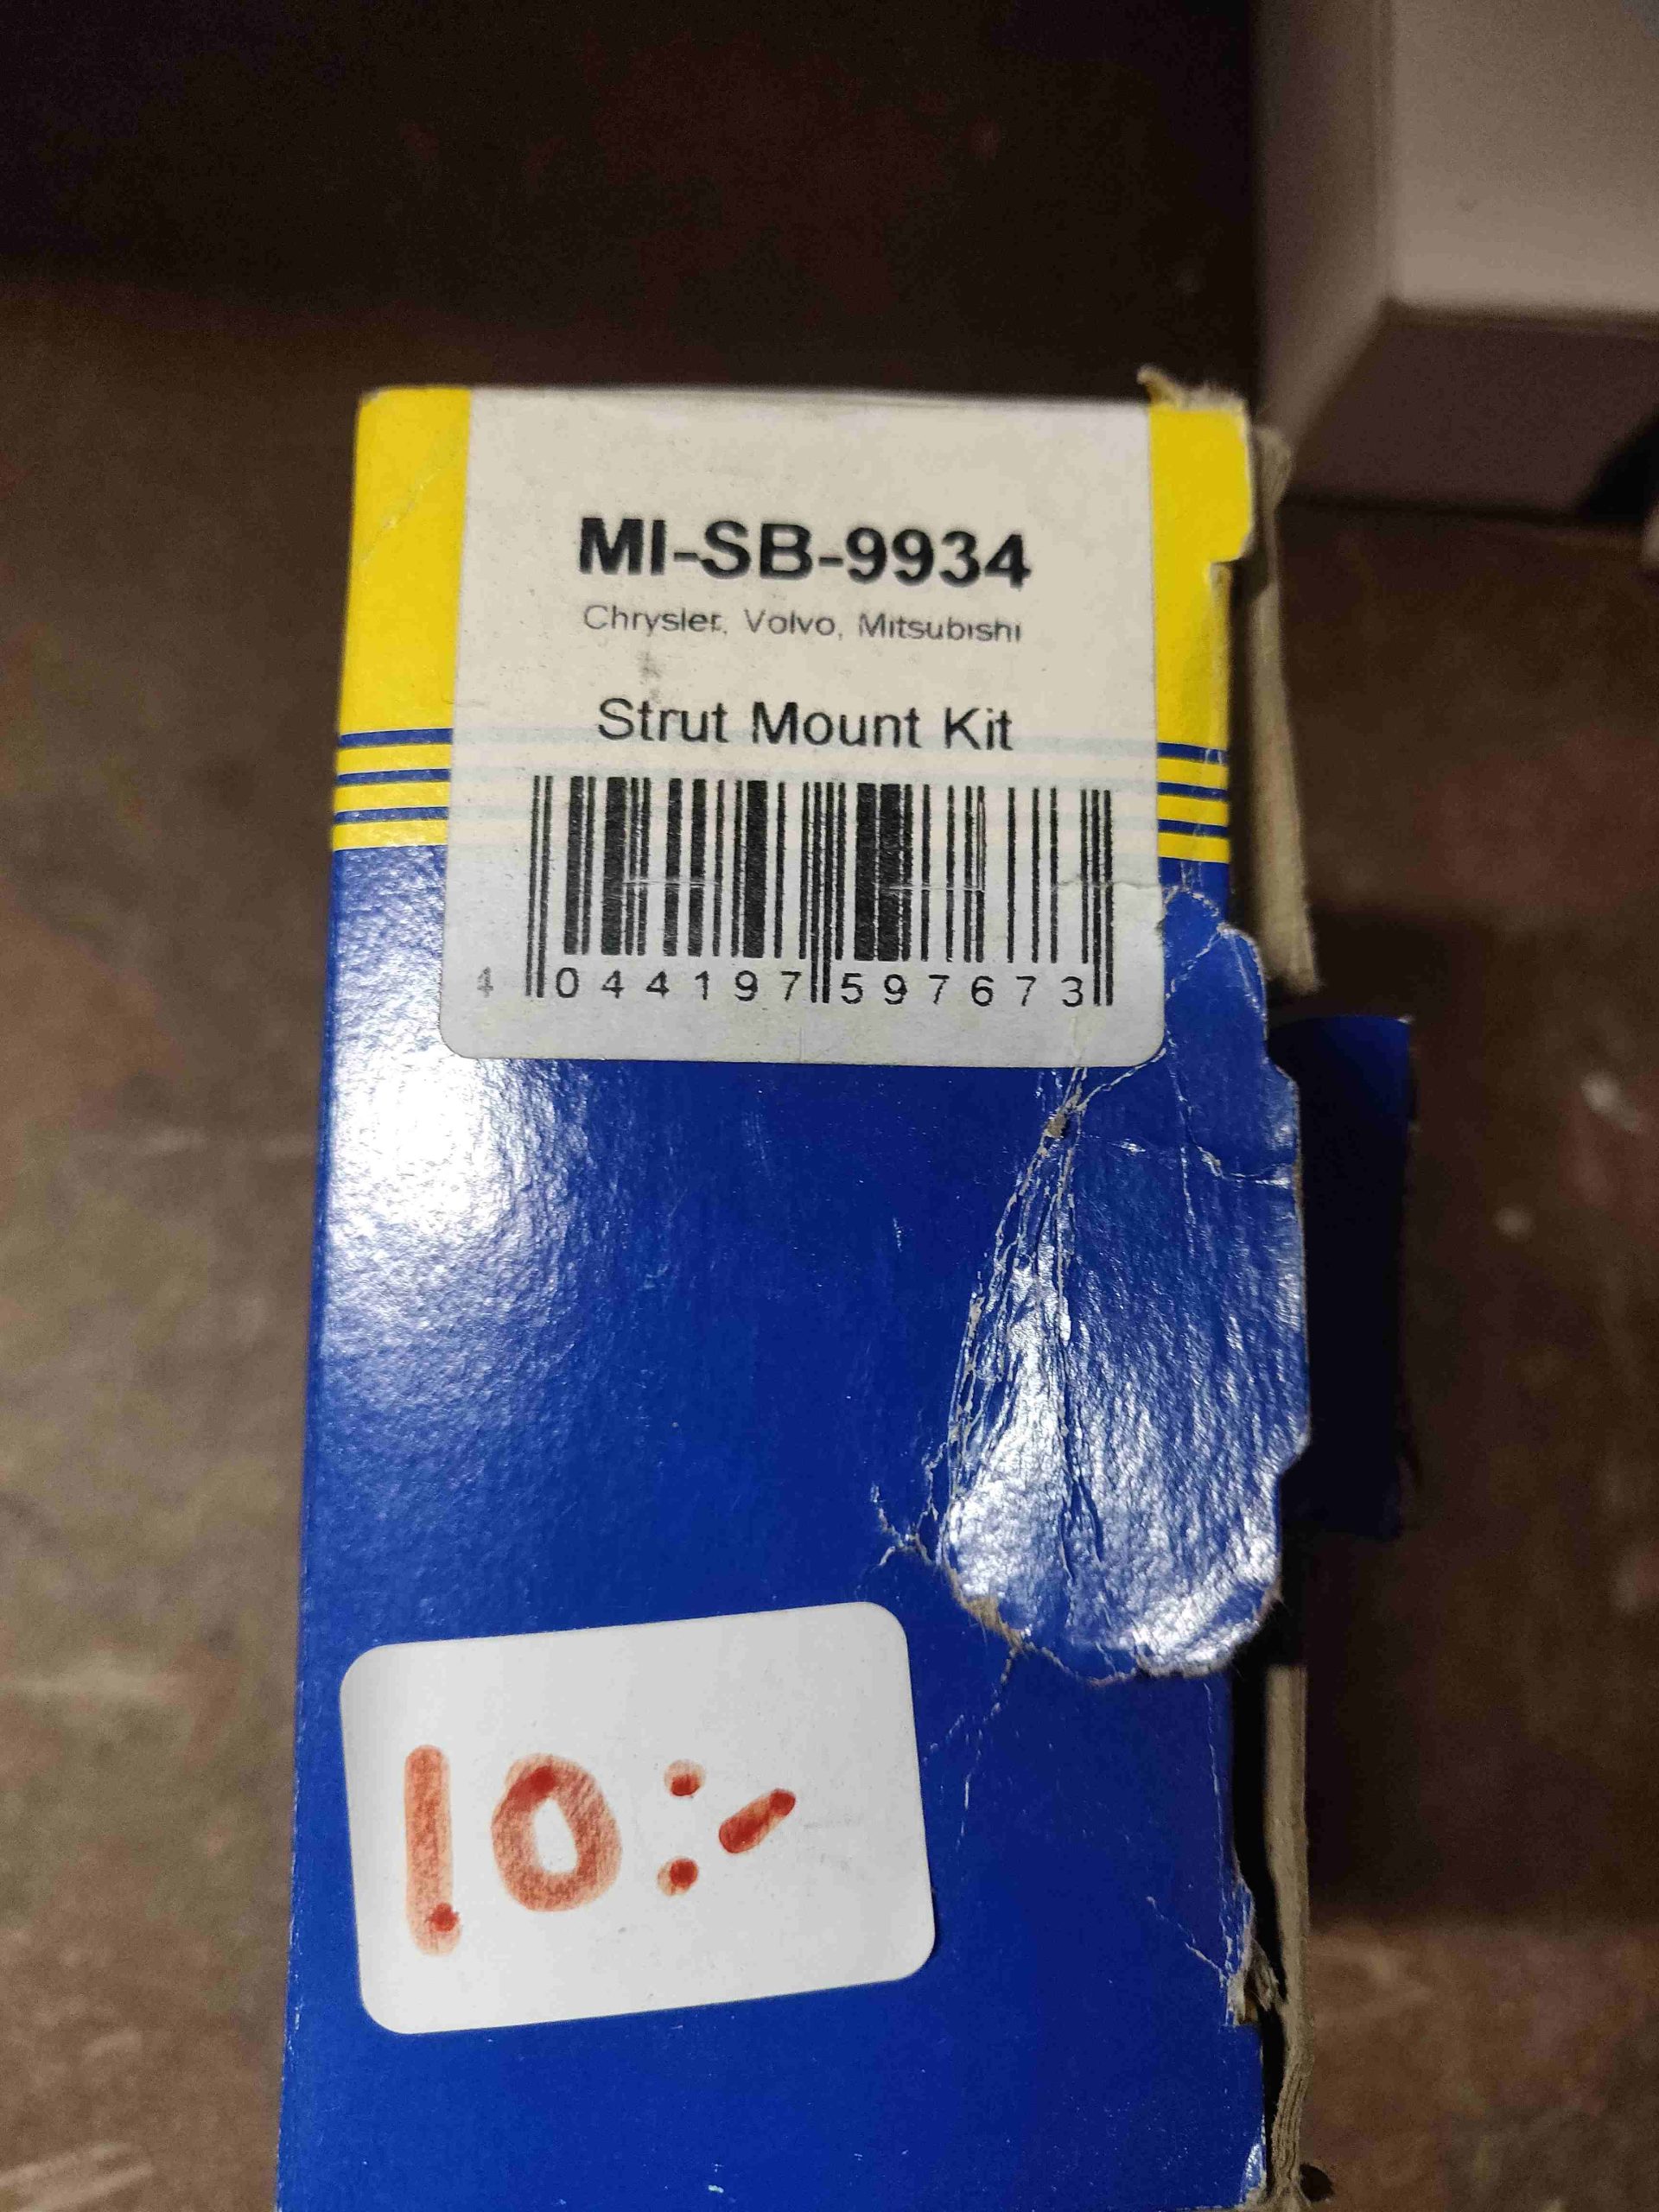 MI-SB-9934
Chrysler, Volvo, Mitsubishi
Strut Mount Kit
4 044197 597673
10:-